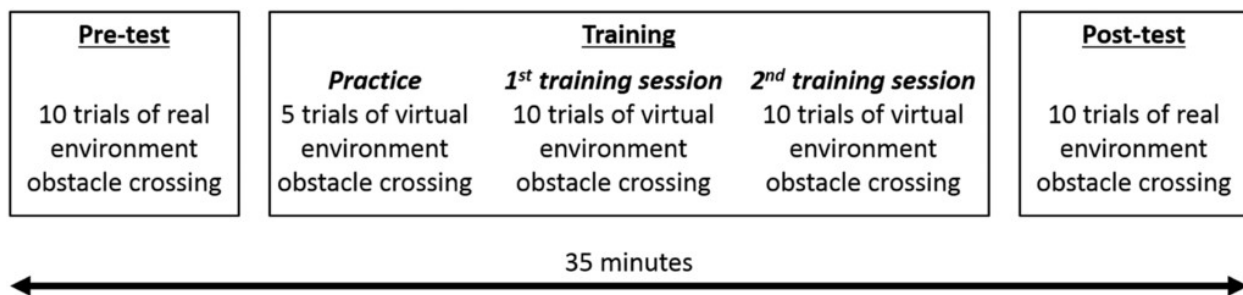 Pre-test
10 trials of real
environment
obstacle crossing
Training
Practice
5 trials of virtual
environment
obstacle crossing
1st training session
10 trials of virtual
environment
obstacle crossing
2nd training session
10 trials of virtual
environment
obstacle crossing
Post-test
10 trials of real
environment
obstacle crossing
35 minutes